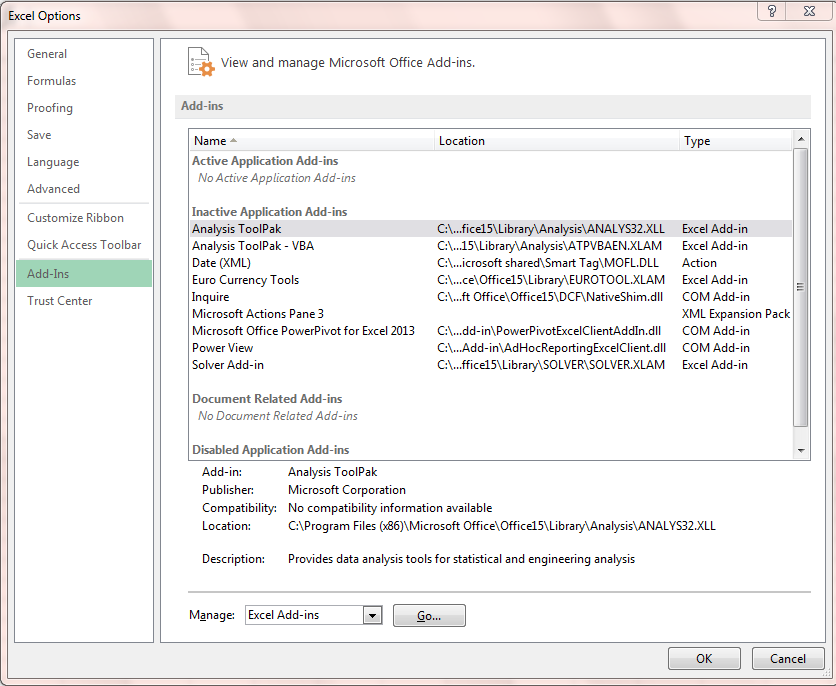 Excel Options
General
Formulas
Proofing
Save
Language
Advanced
Customize Ribbon
Quick Access Toolbar
Add-Ins
Trust Center
View and manage Microsoft Office Add-ins.
Add-ins
Name Location Type
Active Application Add-ins
No Active Application Add-ins
Inactive Application Add-ins
Analysis ToolPak C:\...fice15\Library\Analysis\ANALYS32.XLL Excel Add-in
Analysis ToolPak - VBA C:\...15\Library\Analysis\ATPVBAEN.XLAM Excel Add-in
Date (XML) C:\...icrosoft shared\Smart Tag\MOFL.DLL Action
Euro Currency Tools C:\...ce\Office15\Library\EUROTOOL.XLAM Excel Add-in
Inquire C:\...ft Office\Office15\DCF\NativeShim.dll COM Add-in
Microsoft Actions Pane 3 XML Expansion Pack
Microsoft Office PowerPivot for Excel 2013 C:\...dd-in\PowerPivotExcelClientAddIn.dll COM Add-in
Power View C:\...Add-in\AdHocReportingExcelClient.dll COM Add-in
Solver Add-in C:\...ffice15\Library\SOLVER\SOLVER.XLAM Excel Add-in
Document Related Add-ins
No Document Related Add-ins
Disabled Application Add-ins
Add-in: Analysis ToolPak
Publisher: Microsoft Corporation
Compatibility: No compatibility information available
Location: C:\Program Files (x86)\Microsoft Office\Office15\Library\Analysis\ANALYS32.XLL
Description: Provides data analysis tools for statistical and engineering analysis
Manage: Excel Add-ins Go...
OK Cancel